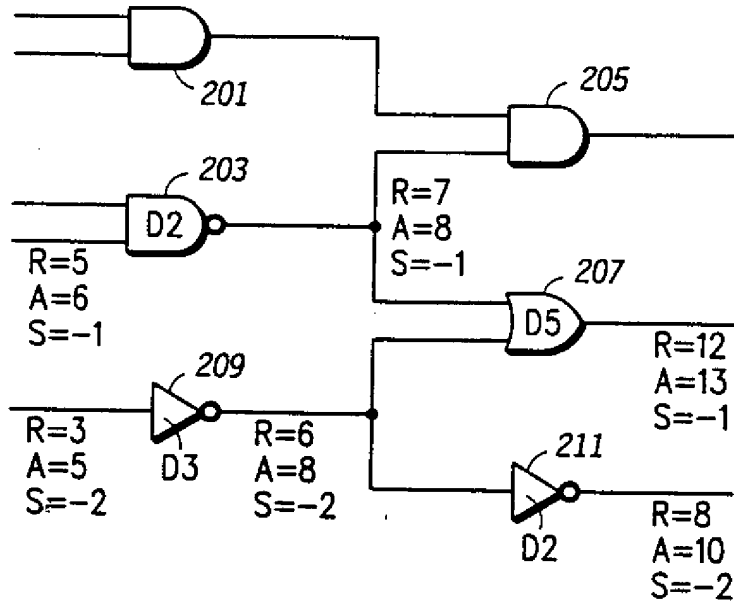 201
205
203
D2
R=7
A=8
S=-1
R=5
A=6
S=-1
207
D5
R=12
A=13
S=-1
209
D3
R=3
A=5
S=-2
R=6
A=8
S=-2
211
D2
R=8
A=10
S=-2